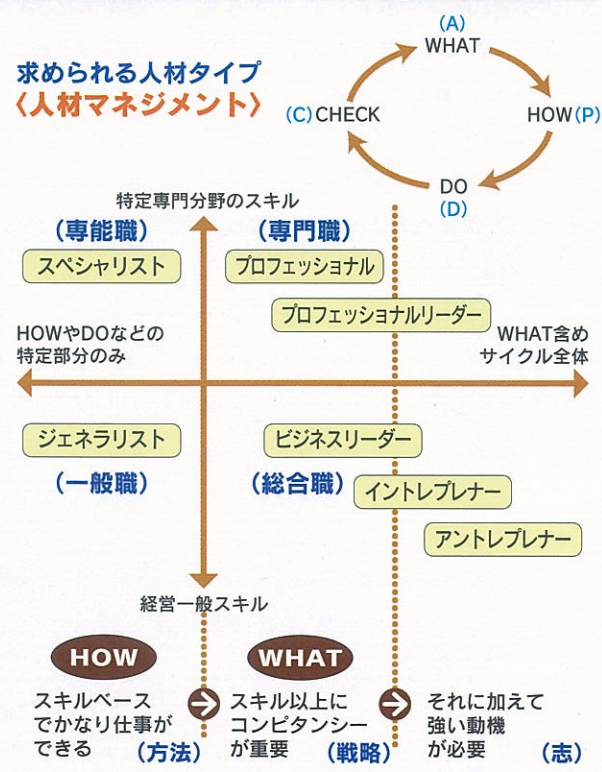 求められる人材タイプ
〈人材マネジメント〉
(A)
WHAT
(C) CHECK
HOW(P)
DO
(D)
特定専門分野のスキル
(専能職)
(専門職)
スペシャリスト
プロフェッショナル
プロフェッショナルリーダー
HOWやDOなどの
特定部分のみ
WHAT含め
サイクル全体
ジェネラリスト
ビジネスリーダー
(一般職)
(総合職)
イントレプレナー
アントレプレナー
経営一般スキル
HOW
WHAT
スキルベース
でかなり仕事が
できる
(方法)
スキル以上に
コンピタンシー
が重要
(戦略)
それに加えて
強い動機
が必要
(志)